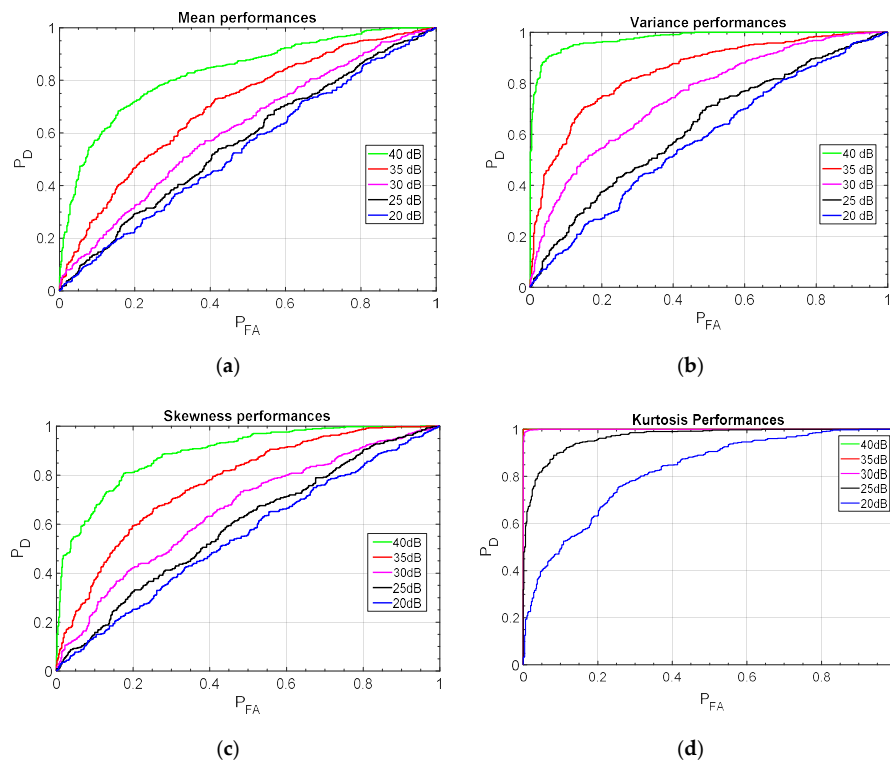 Mean performances
1
0.8
0.6
0.4
0.2
0
P_D
0 0.2 0.4 0.6 0.8 1
P_FA
40 dB
35 dB
30 dB
25 dB
20 dB
(a)
Variance performances
1
0.8
0.6
0.4
0.2
0
P_D
0 0.2 0.4 0.6 0.8 1
P_FA
40 dB
35 dB
30 dB
25 dB
20 dB
(b)
Skewness performances
1
0.8
0.6
0.4
0.2
0
P_D
0 0.2 0.4 0.6 0.8 1
P_FA
40dB
35dB
30dB
25dB
20dB
(c)
Kurtosis Performances
1
0.8
0.6
0.4
0.2
0
P_D
0 0.2 0.4 0.6 0.8
P_FA
40dB
35dB
30dB
25dB
20dB
(d)